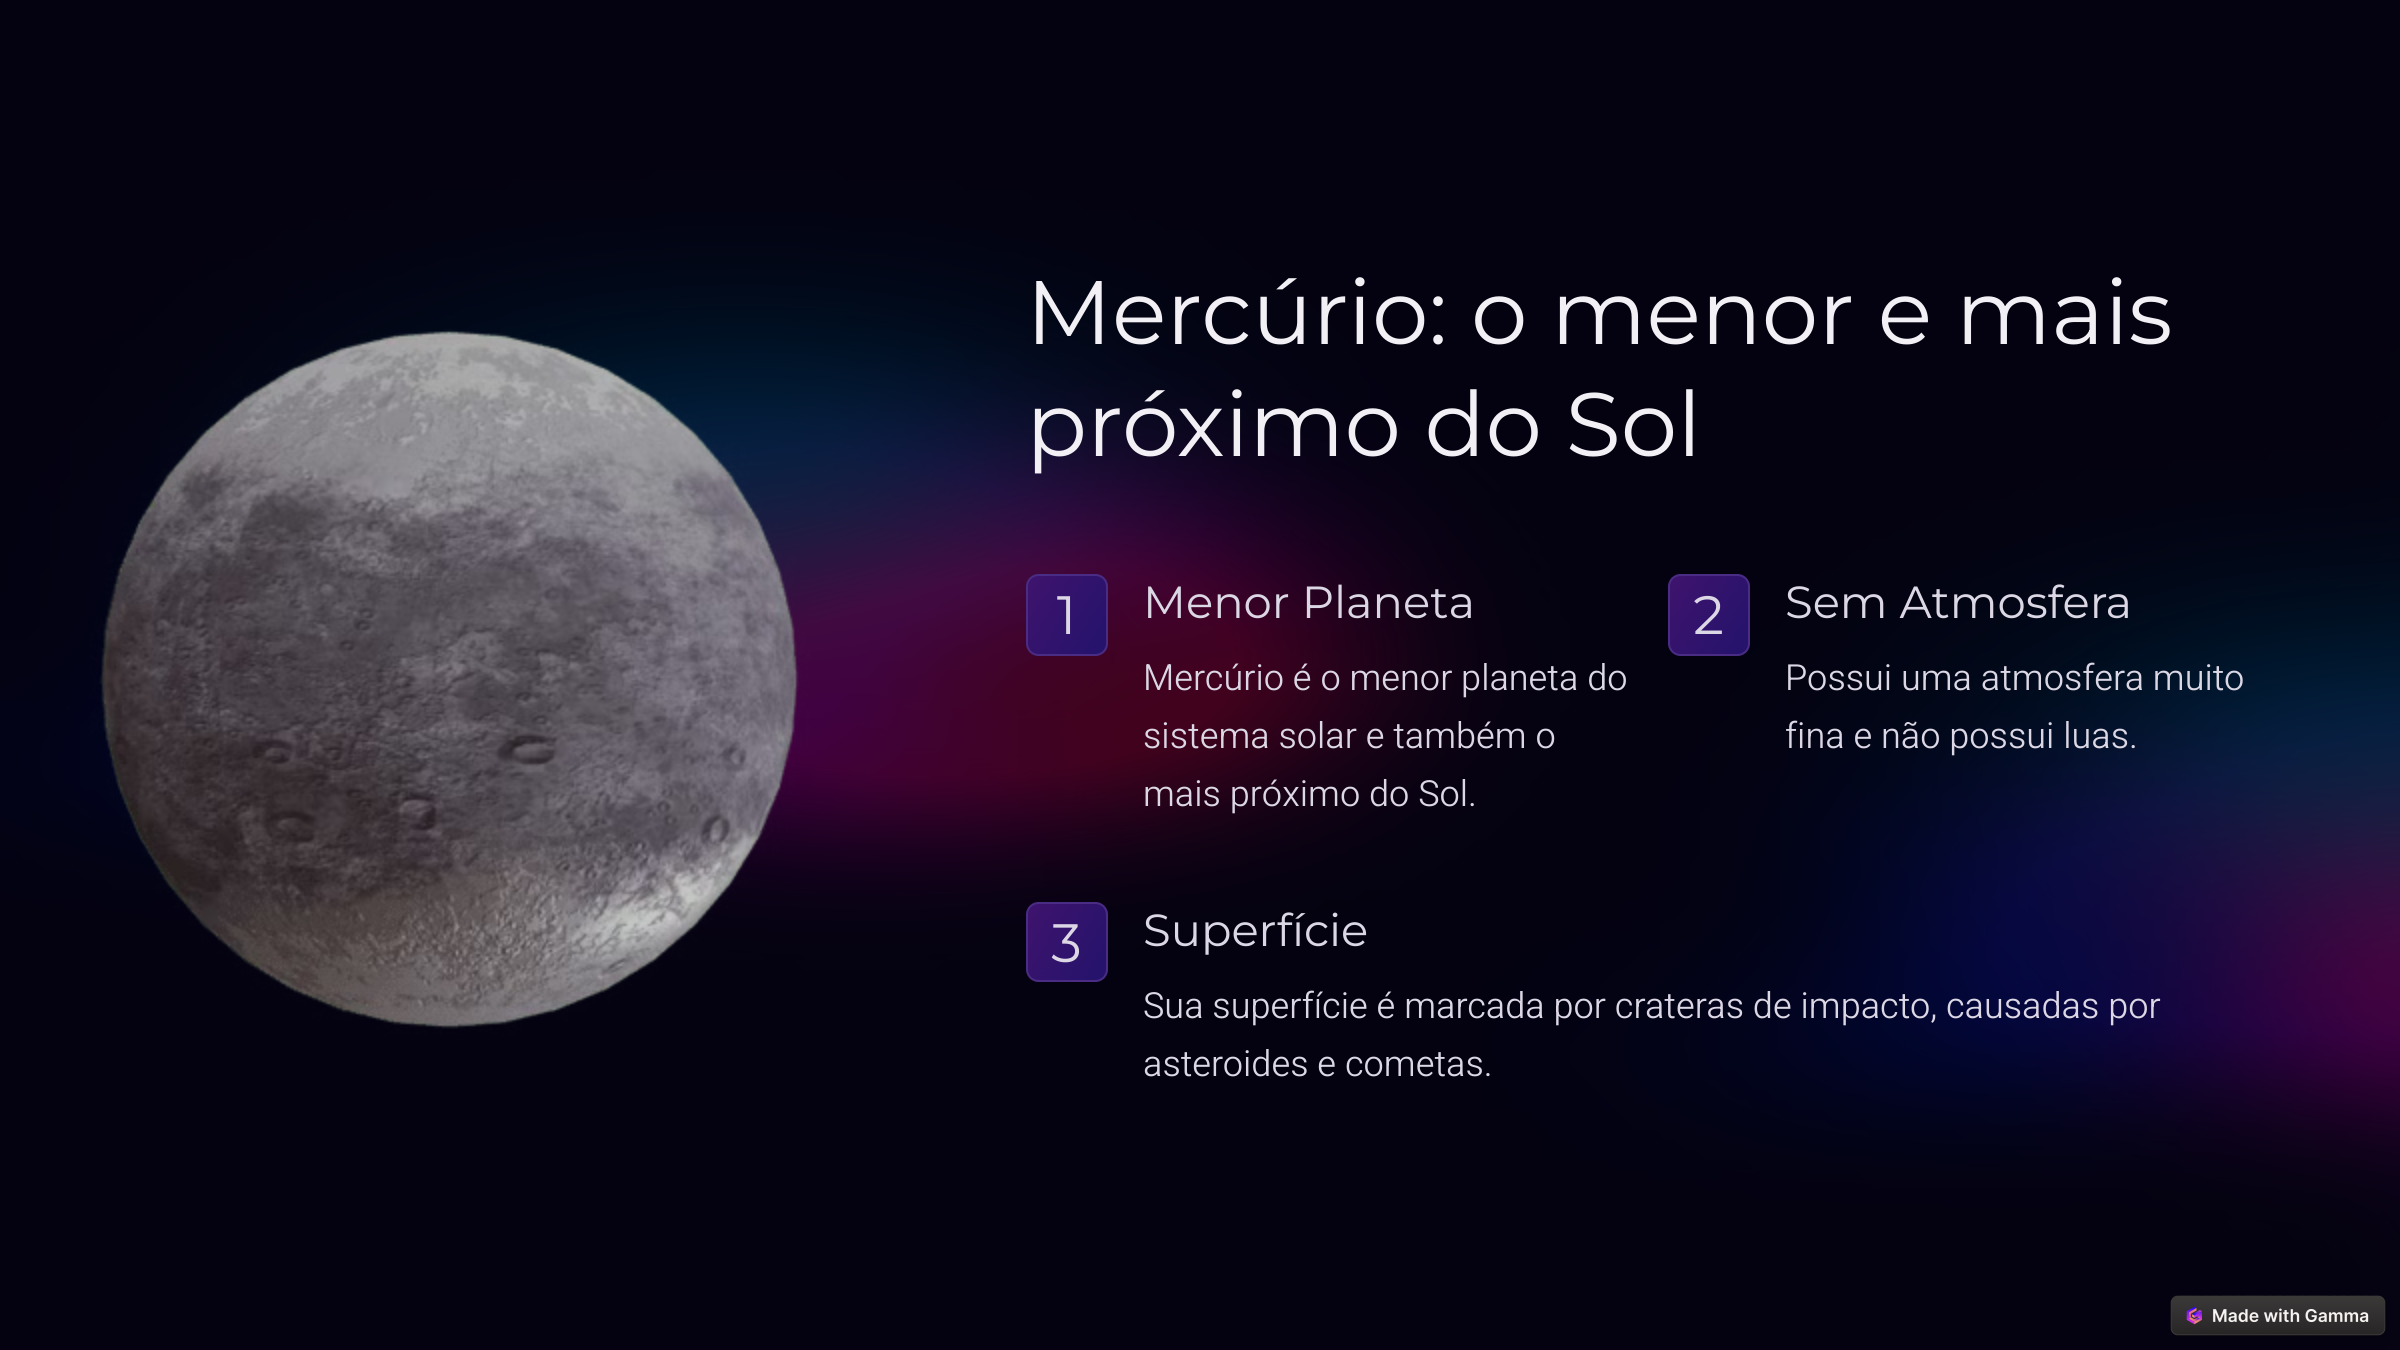 Mercúrio: o menor e mais
próximo do Sol
1
Menor Planeta
Mercúrio é o menor planeta do
sistema solar e também o
mais próximo do Sol.
2
Sem Atmosfera
Possui uma atmosfera muito
fina e não possui luas.
3
Superfície
Sua superfície é marcada por crateras de impacto, causadas por
asteroides e cometas.
Made with Gamma